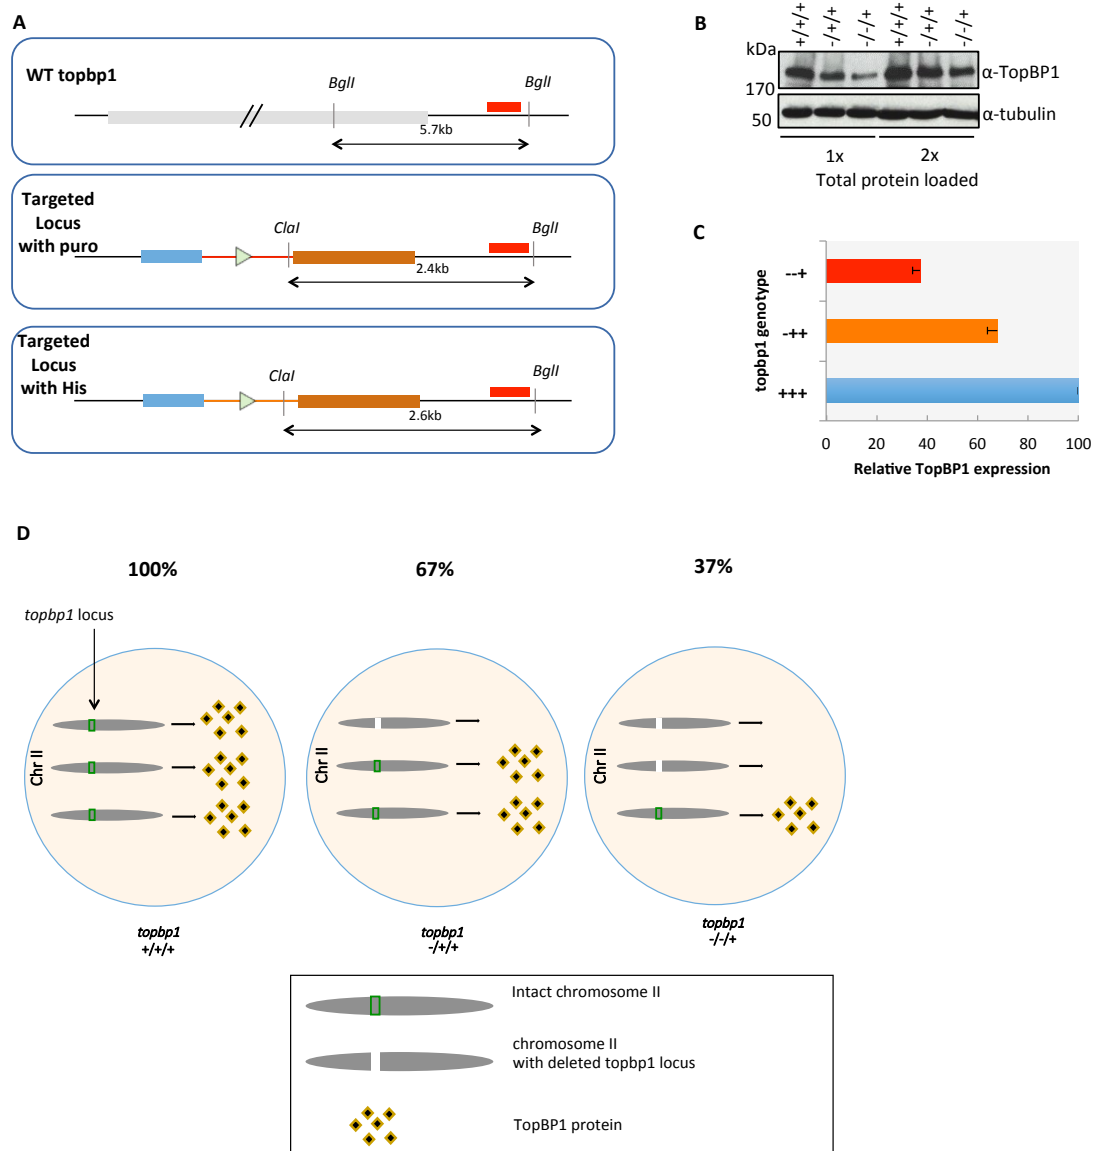 A
WT topbp1
BglI
BglI
5.7kb
Targeted
Locus
with puro
ClaI
BglI
2.4kb
Targeted
Locus
with His
ClaI
BglI
2.6kb
B
+/+/+
-/+/+
-/-/+
+/+/+
-/+/+
-/-/+
kDa
170
50
α-TopBP1
α-tubulin
1x
2x
Total protein loaded
C
topbp1 genotype
--+
-++
+++
0
20
40
60
80
100
Relative TopBP1 expression
D
100%
67%
37%
topbp1 locus
Chr II
Chr II
Chr II
topbp1
+/+/+
topbp1
-/+/+
topbp1
-/-/+
Intact chromosome II
chromosome II
with deleted topbp1 locus
TopBP1 protein